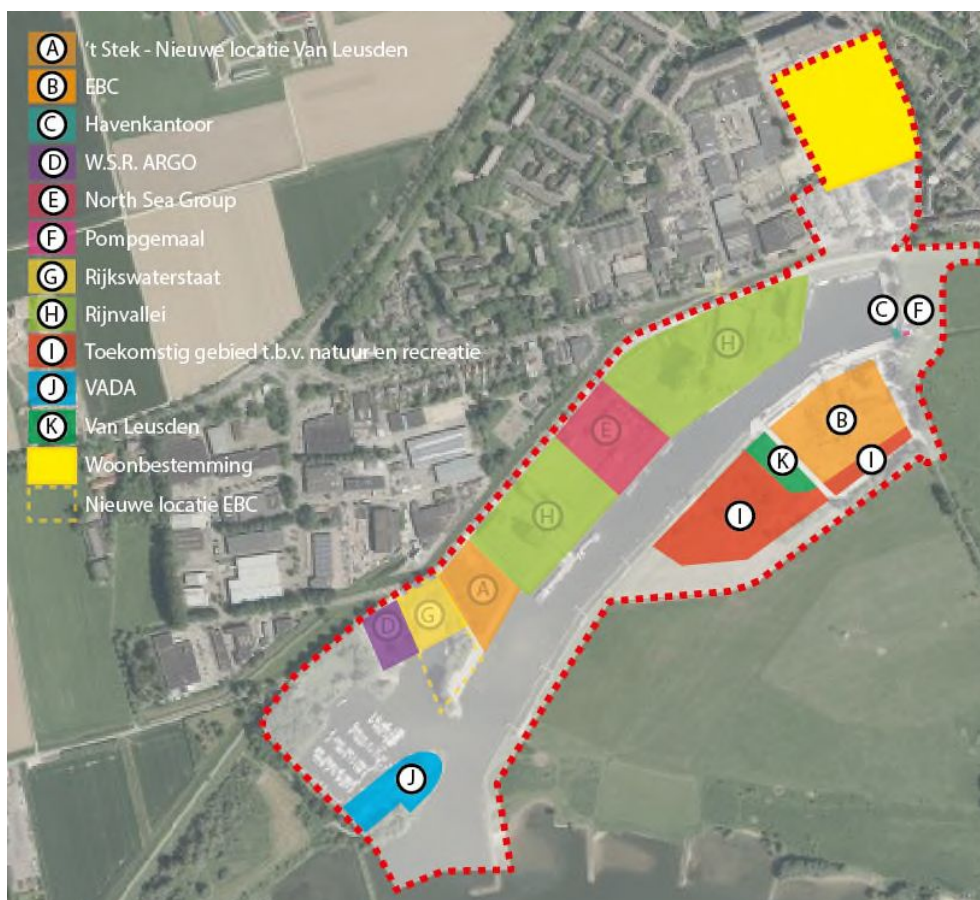 A 't Stek - Nieuwe locatie Van Leusden
B EBC
C Havenkantoor
D W.S.R. ARGO
E North Sea Group
F Pompgemaal
G Rijkswaterstaat
H Rijnvallei
I Toekomstig gebied t.b.v. natuur en recreatie
J VADA
K Van Leusden
Woonbestemming
Nieuwe locatie EBC
C F
H
B
E
K I
H I
A
D G
J